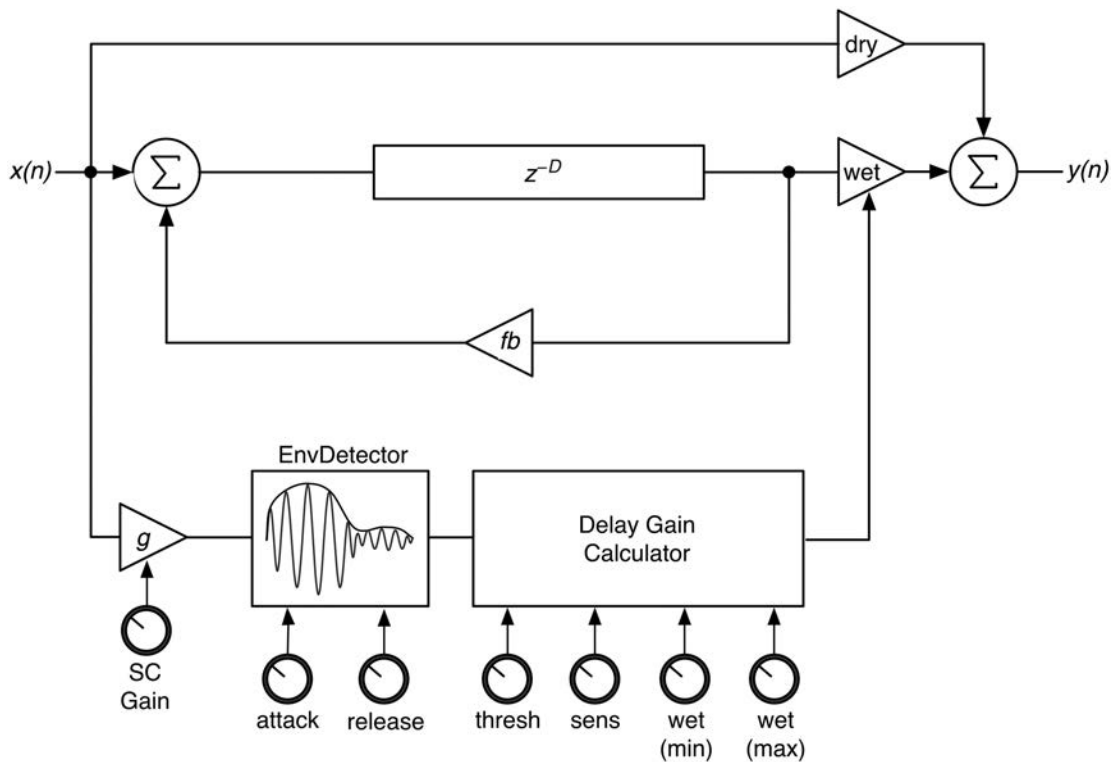 dry
x(n)
Σ
z⁻ᴰ
wet
Σ
y(n)
fb
EnvDetector
g
Delay Gain
Calculator
SC
Gain
attack
release
thresh
sens
wet
(min)
wet
(max)